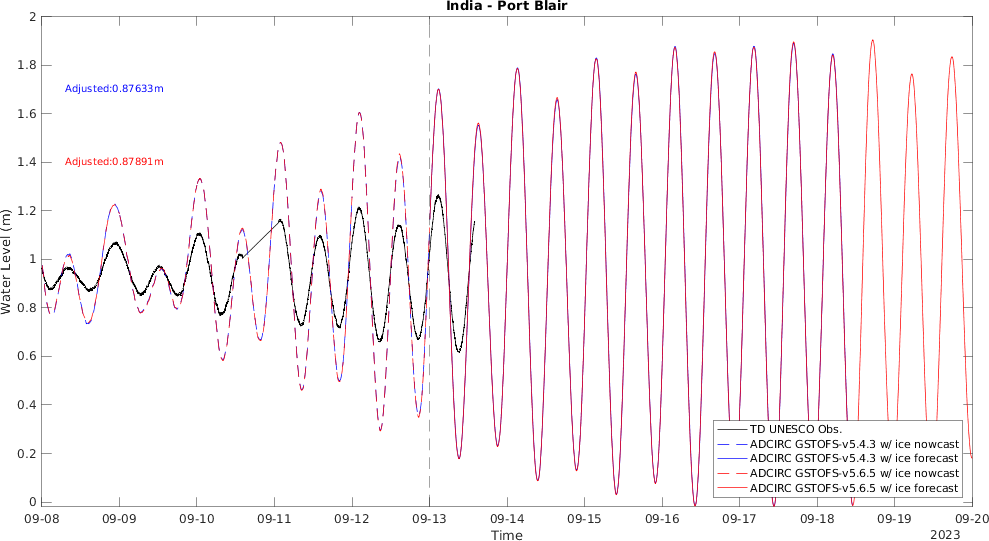 India - Port Blair
2
1.8
1.6
1.4
1.2
1
0.8
0.6
0.4
0.2
0
Water Level (m)
Adjusted:0.87633m
Adjusted:0.87891m
TD UNESCO Obs.
ADCIRC GSTOFS-v5.4.3 w/ ice nowcast
ADCIRC GSTOFS-v5.4.3 w/ ice forecast
ADCIRC GSTOFS-v5.6.5 w/ ice nowcast
ADCIRC GSTOFS-v5.6.5 w/ ice forecast
09-08 09-09 09-10 09-11 09-12 09-13 09-14 09-15 09-16 09-17 09-18 09-19 09-20
Time
2023